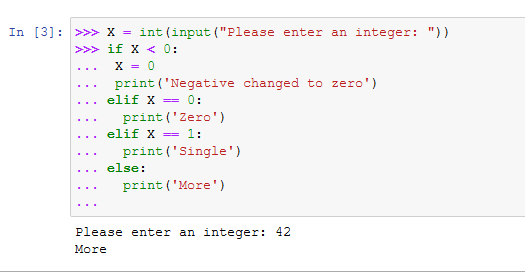 In [3]: >>> X = int(input("Please enter an integer: "))
>>> if X < 0:
...  X = 0
...  print('Negative changed to zero')
... elif X == 0:
...   print('Zero')
... elif X == 1:
...   print('Single')
... else:
...   print('More')
...
Please enter an integer: 42
More